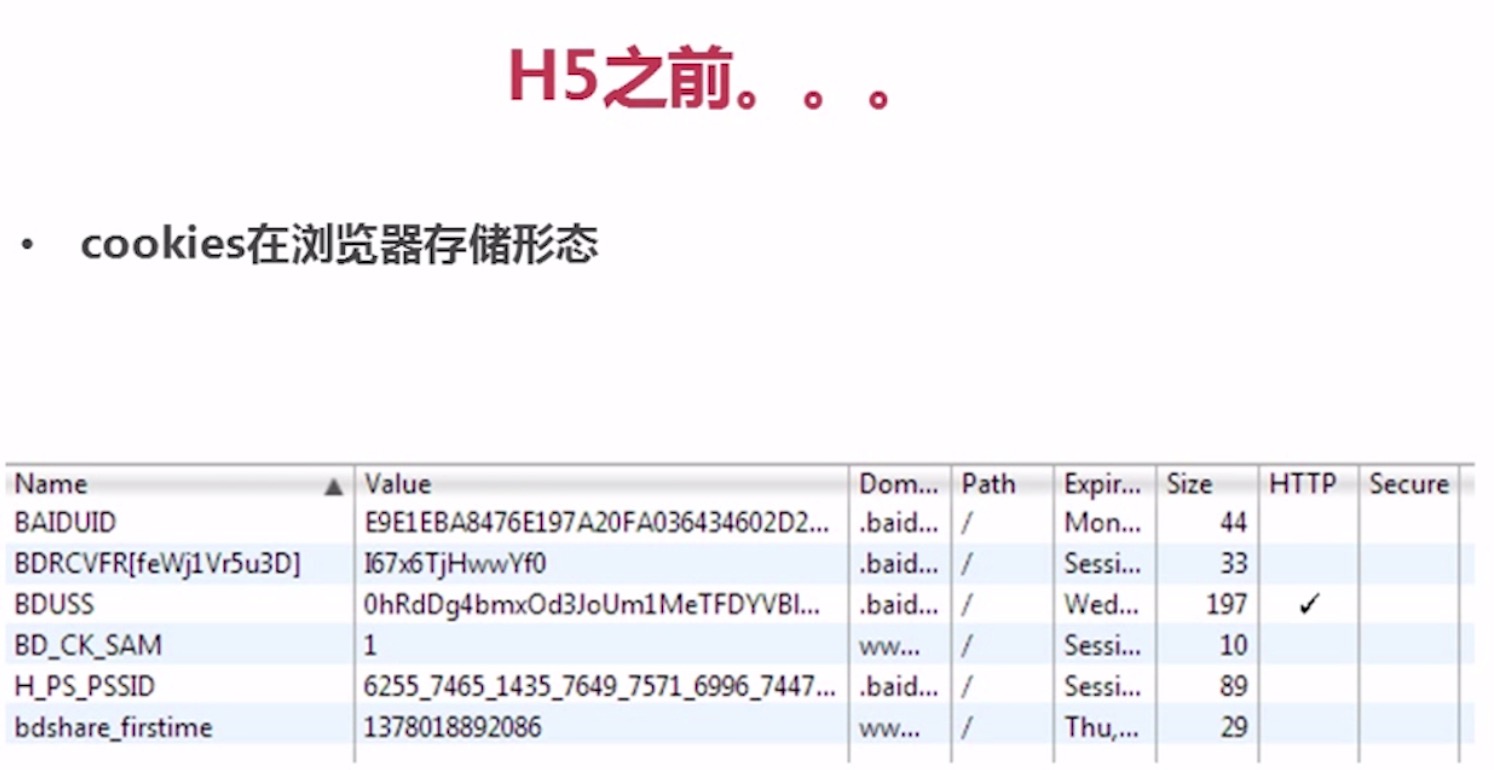 H5之前。。。
• cookies在浏览器存储形态
Name ▲ Value Dom... Path Expir... Size HTTP Secure
BAIDUID E9E1EBA8476E197A20FA036434602D2... .baid... / Mon... 44
BDRCVFR[feWj1Vr5u3D] I67x6TjHwwYf0 .baid... / Sessi... 33
BDUSS 0hRdDg4bmxOd3JoUm1MeTFDYVBl... .baid... / Wed... 197 ✓
BD_CK_SAM 1 ww... / Sessi... 10
H_PS_PSSID 6255_7465_1435_7649_7571_6996_7447... .baid... / Sessi... 89
bdshare_firstime 1378018892086 ww... / Thu,... 29